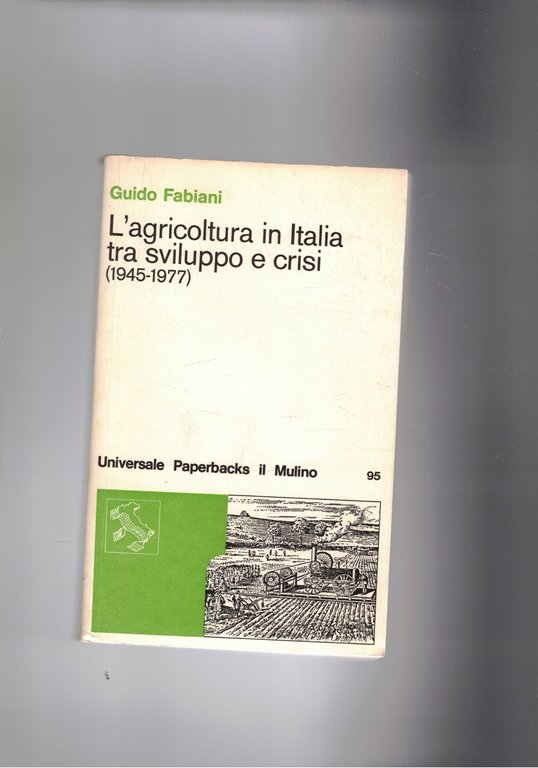 Guido Fabiani
L'agricoltura in Italia
tra sviluppo e crisi
(1945-1977)
Universale Paperbacks il Mulino 95